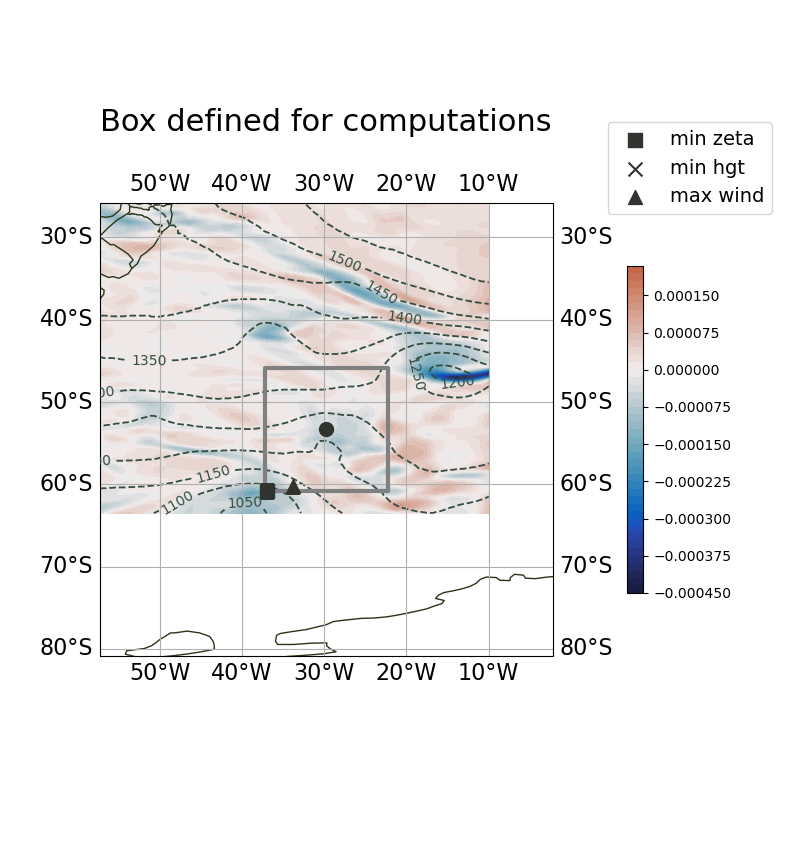 Box defined for computations
min zeta
min hgt
max wind
50°W 40°W 30°W 20°W 10°W
30°S 30°S
40°S 40°S
50°S 50°S
60°S 60°S
70°S 70°S
80°S 80°S
50°W 40°W 30°W 20°W 10°W
1500
1450
1400
1350
1250
1200
1150
1100
1050
0.000150
0.000075
0.000000
−0.000075
−0.000150
−0.000225
−0.000300
−0.000375
−0.000450